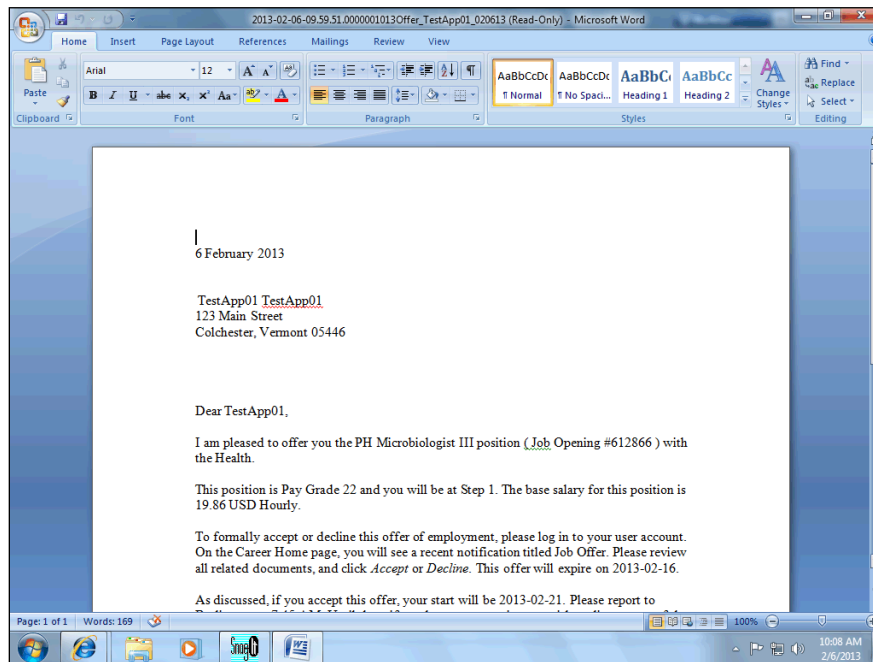 2013-02-06-09.59.51.0000001013Offer_TestApp01_020613 (Read-Only) - Microsoft Word
Home Insert Page Layout References Mailings Review View
Paste
Arial 12
AaBbCcDc AaBbCcDc AaBbC AaBbCc
¶ Normal ¶ No Spaci... Heading 1 Heading 2
Change Styles
Find
Replace
Select
Clipboard Font Paragraph Styles Editing
6 February 2013
TestApp01 TestApp01
123 Main Street
Colchester, Vermont 05446
Dear TestApp01,
I am pleased to offer you the PH Microbiologist III position ( Job Opening #612866 ) with
the Health.
This position is Pay Grade 22 and you will be at Step 1. The base salary for this position is
19.86 USD Hourly.
To formally accept or decline this offer of employment, please log in to your user account.
On the Career Home page, you will see a recent notification titled Job Offer. Please review
all related documents, and click Accept or Decline. This offer will expire on 2013-02-16.
As discussed, if you accept this offer, your start will be 2013-02-21. Please report to
Page: 1 of 1 Words: 169 100%
SnagIt
10:08 AM
2/6/2013